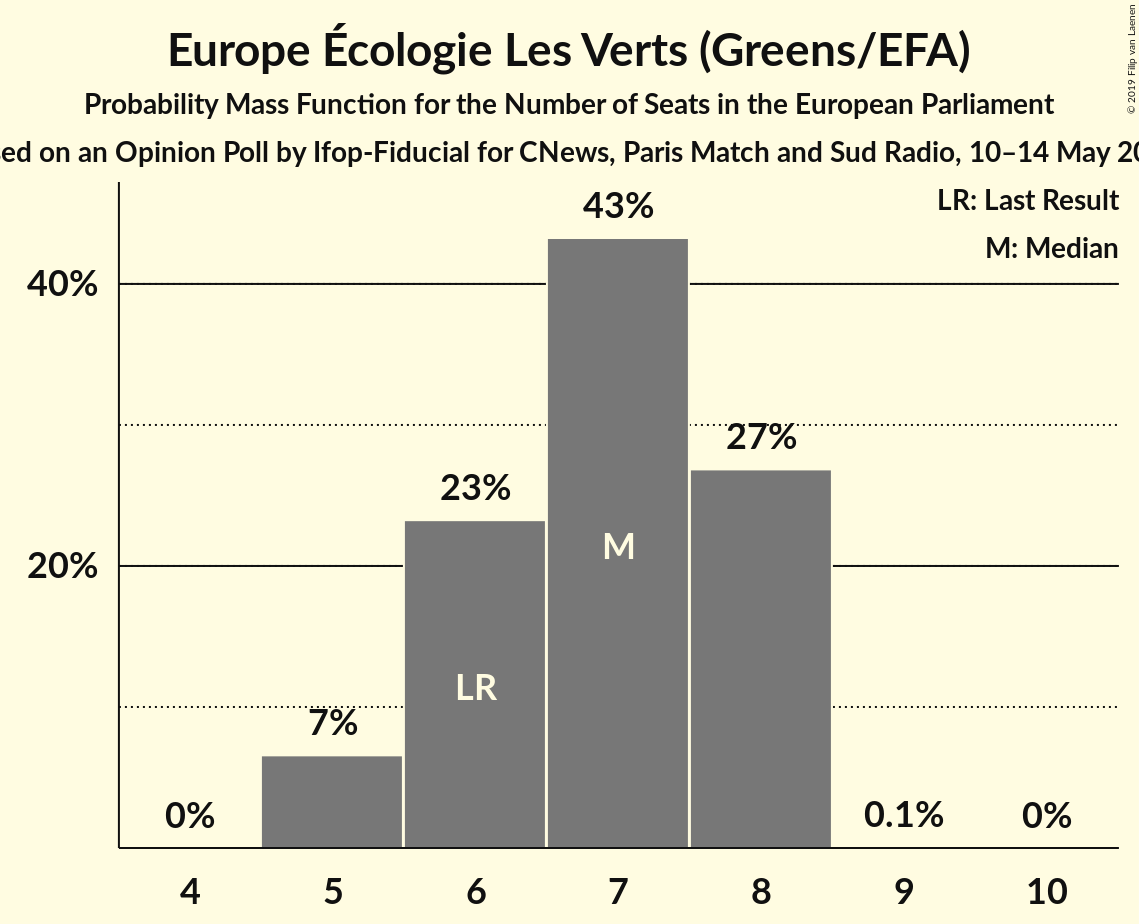 Europe Écologie Les Verts (Greens/EFA)
Probability Mass Function for the Number of Seats in the European Parliament
on an Opinion Poll by Ifop-Fiducial for CNews, Paris Match and Sud Radio, 10–14 May
© 2019 Filip van Laenen
LR: Last Result
M: Median
43%
40%
27%
23%
20%
M
LR
7%
0%
0.1%
0%
4 5 6 7 8 9 10